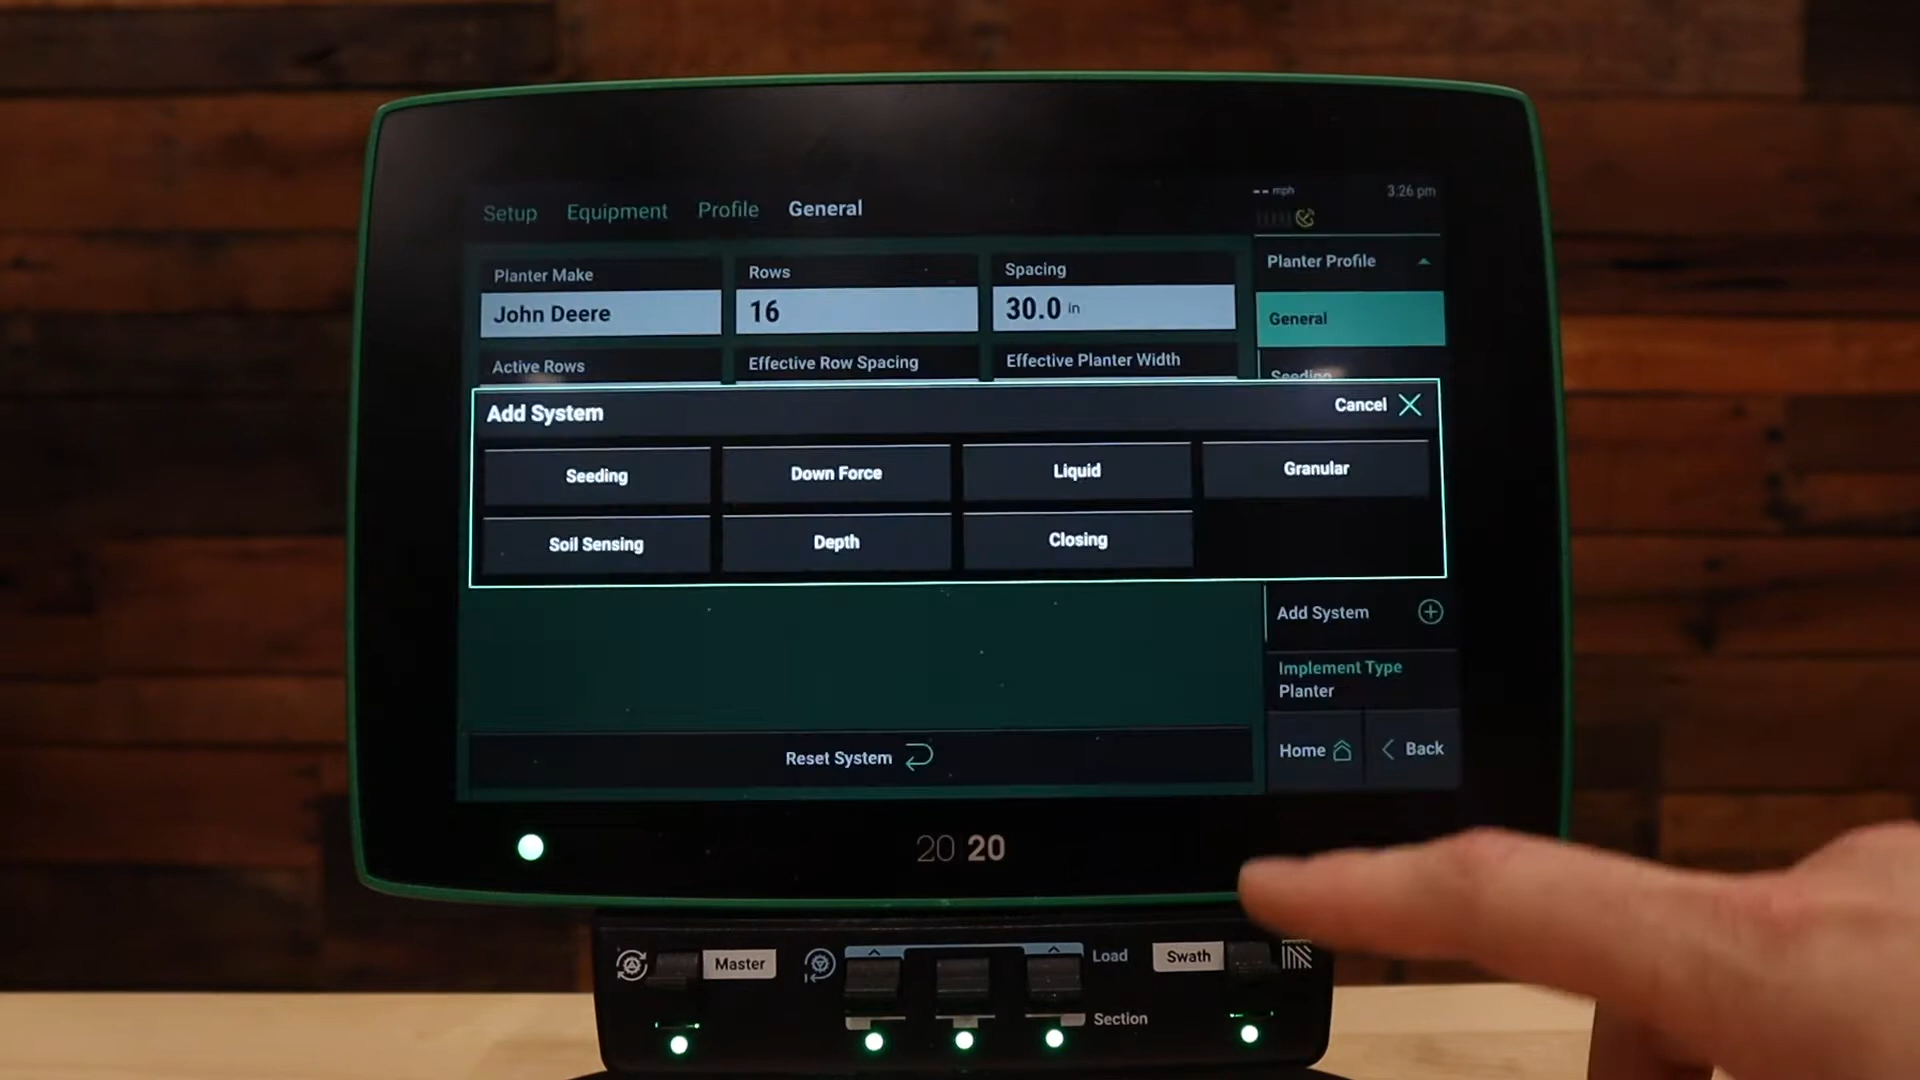 Setup Equipment Profile General
-- mph 3:26 pm
Planter Make Rows Spacing
John Deere 16 30.0 in
Active Rows Effective Row Spacing Effective Planter Width
Planter Profile
General
Seeding
Add System Cancel
Seeding Down Force Liquid Granular
Soil Sensing Depth Closing
Add System
Implement Type
Planter
Reset System
Home Back
20 20
Master Load Swath
Section